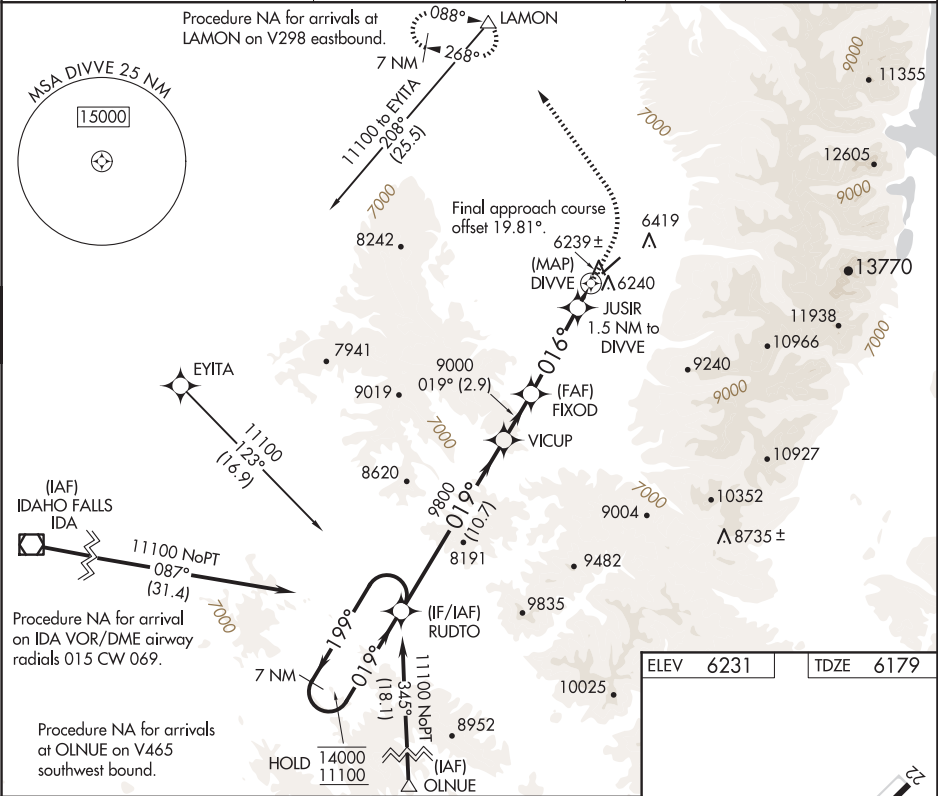 Procedure NA for arrivals at
LAMON on V298 eastbound.
088°
LAMON
7 NM
268°
11100 to EYITA
208°
(25.5)
MSA DIVVE 25 NM
15000
9000
11355
7000
12605
9000
7000
8242
Final approach course
offset 19.81°.
6239 ±
6419
(MAP)
DIVVE
6240
13770
JUSIR
1.5 NM to
DIVVE
11938
10966
7000
016°
7941
EYITA
9000
019° (2.9)
9240
9000
9019
(FAF)
FIXOD
7000
VICUP
11100
123°
(16.9)
8620
10927
9800
019°
(10.7)
7000
10352
9004
8735 ±
(IAF)
IDAHO FALLS
IDA
8191
9482
11100 NoPT
087°
(31.4)
Procedure NA for arrival
on IDA VOR/DME airway
radials 015 CW 069.
7000
199°
019°
(IF/IAF)
RUDTO
9835
7 NM
11100 NoPT
345°
(18.1)
10025
ELEV 6231
TDZE 6179
Procedure NA for arrivals
at OLNUE on V465
southwest bound.
8952
HOLD
14000
11100
(IAF)
OLNUE
22